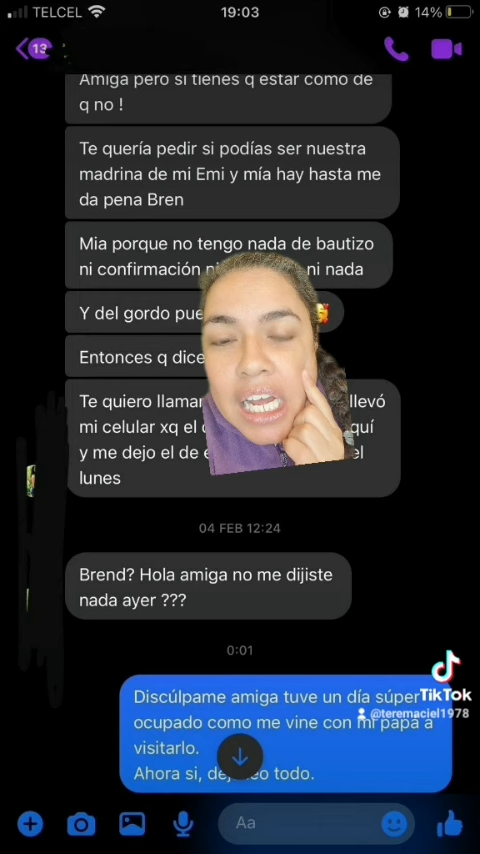 TELCEL
19:03
14%
13
Amiga pero si tienes q estar como de
q no !
Te quería pedir si podías ser nuestra
madrina de mi Emi y mía hay hasta me
da pena Bren
Mia porque no tengo nada de bautizo
ni confirmación ni nada
Y del gordo
Entonces q
Te quiero llevó
mi celular xq el
y me dejo el de el
lunes
04 FEB 12:24
Brend? Hola amiga no me dijiste
nada ayer ???
0:01
Discúlpame amiga tuve un día súper
ocupado como me vine con mi papá a
visitarlo.
Ahora si, todo.
TikTok
@teremaciel1978
Aa